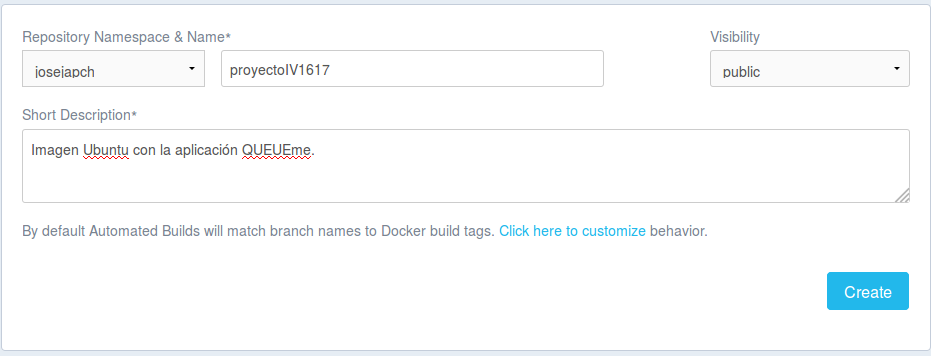 Repository Namespace & Name* Visibility
josejapch proyectoIV1617 public
Short Description*
Imagen Ubuntu con la aplicación QUEUEme.
By default Automated Builds will match branch names to Docker build tags. Click here to customize behavior.
Create